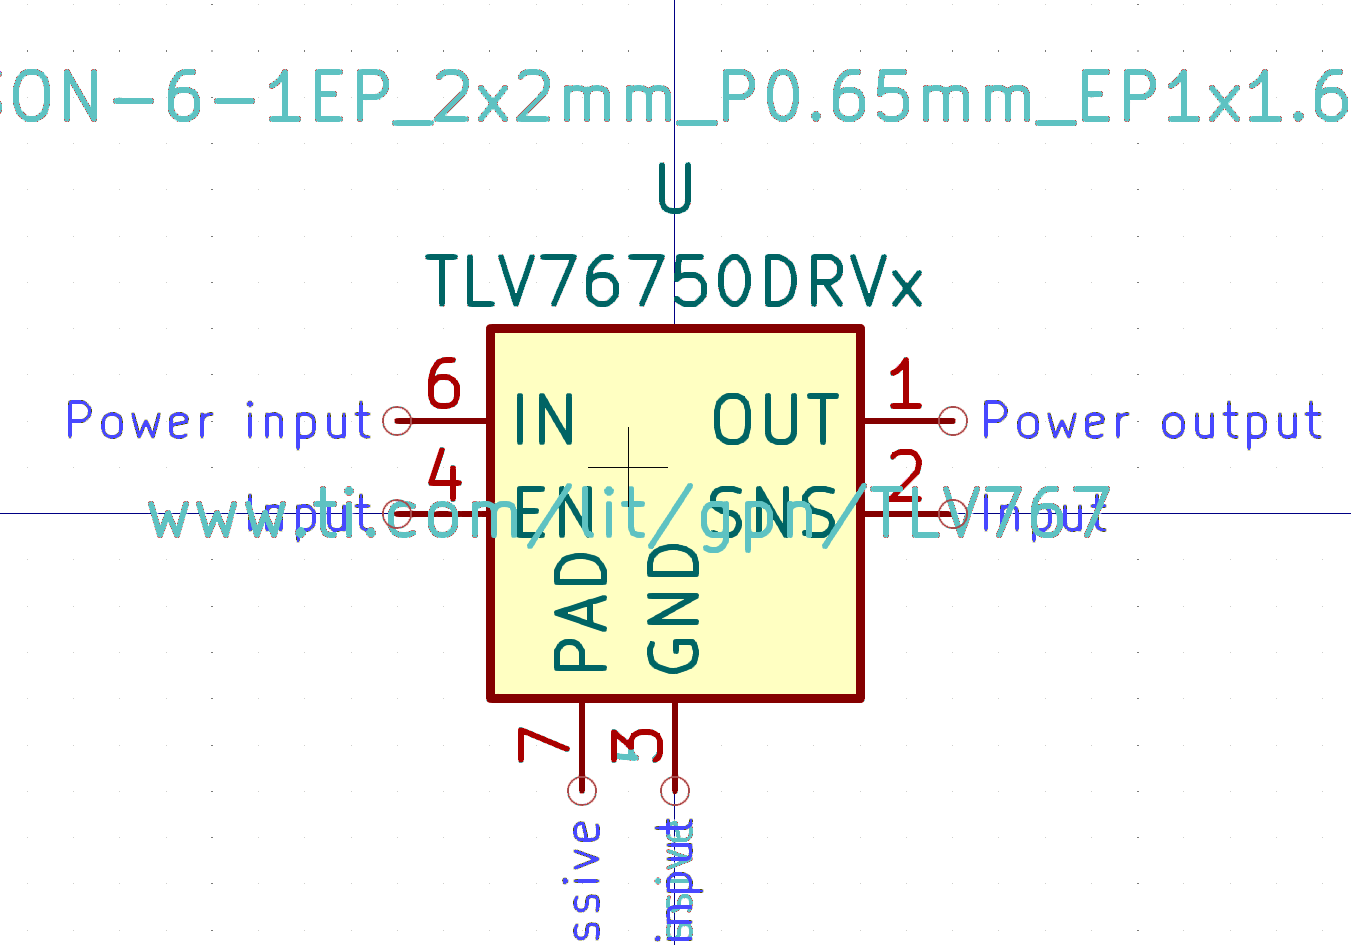 SON-6-1EP_2x2mm_P0.65mm_EP1x1.6
U
TLV76750DRVx
6
1
Power input
IN
OUT
Power output
4
2
Input
EN
SNS
Input
www.ti.com/lit/gpn/TLV767
PAD
GND
7
3
ssive
input